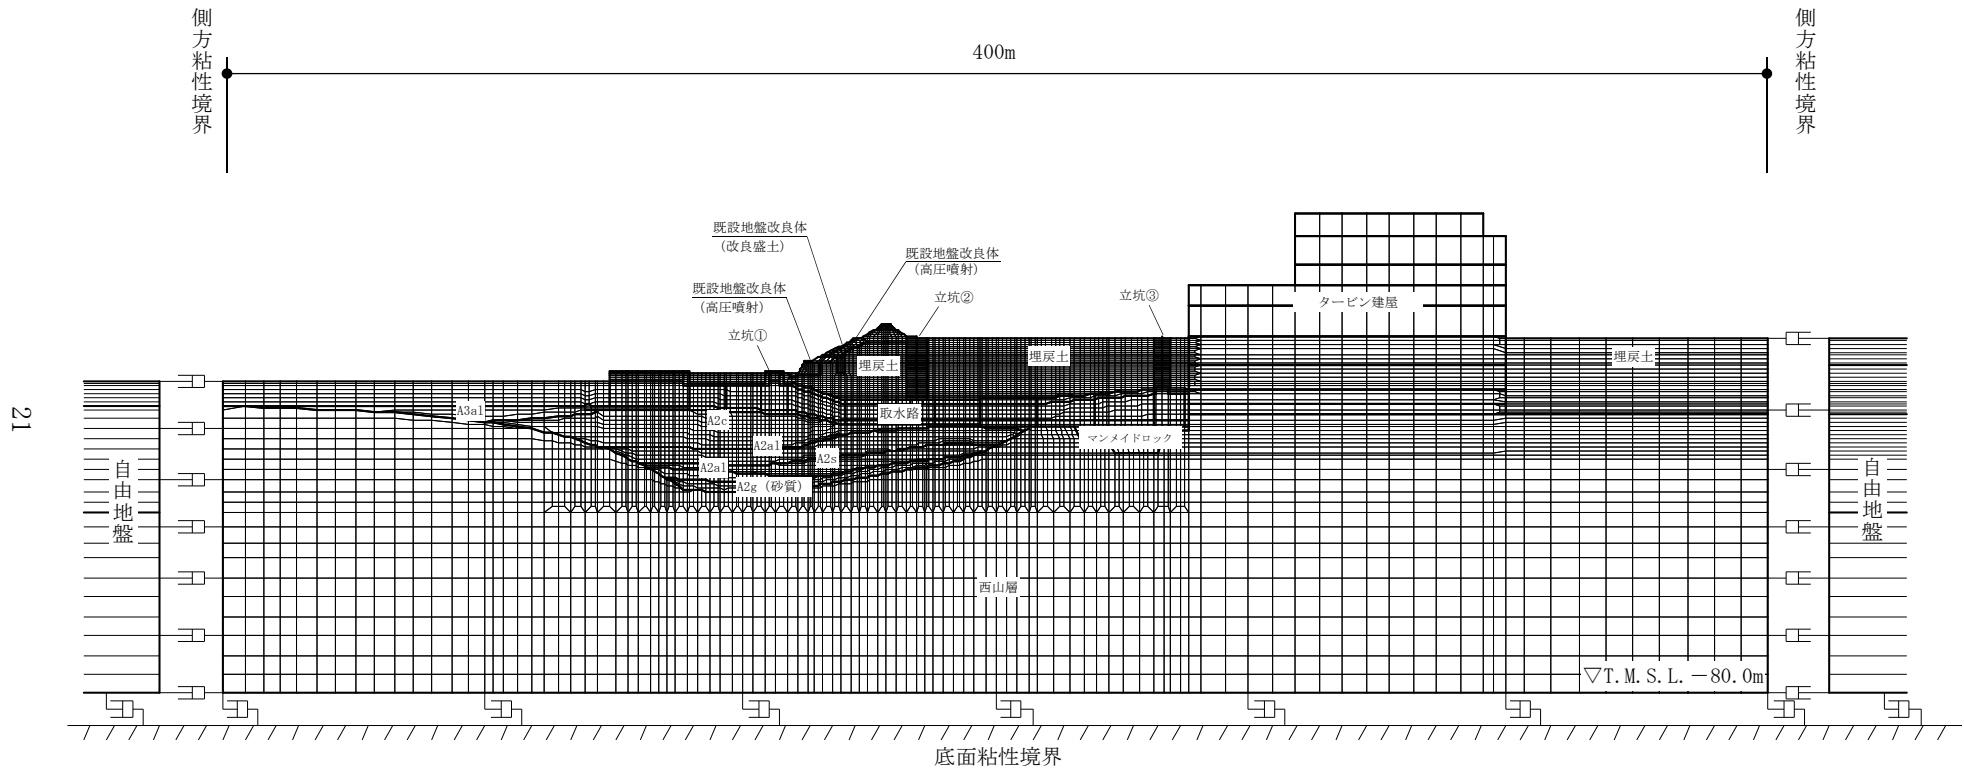 側方粘性境界
400m
側方粘性境界
既設地盤改良体
(改良盛土)
既設地盤改良体
(高圧噴射)
既設地盤改良体
(高圧噴射)
立坑②
立坑③
立坑①
タービン建屋
埋戻土
埋戻土
埋戻土
A3a1
A2c
取水路
マンメイドロック
A2a1
A2s
A2a1
A2g(砂質)
自由地盤
自由地盤
西山層
▽T.M.S.L.－80.0m
底面粘性境界
21